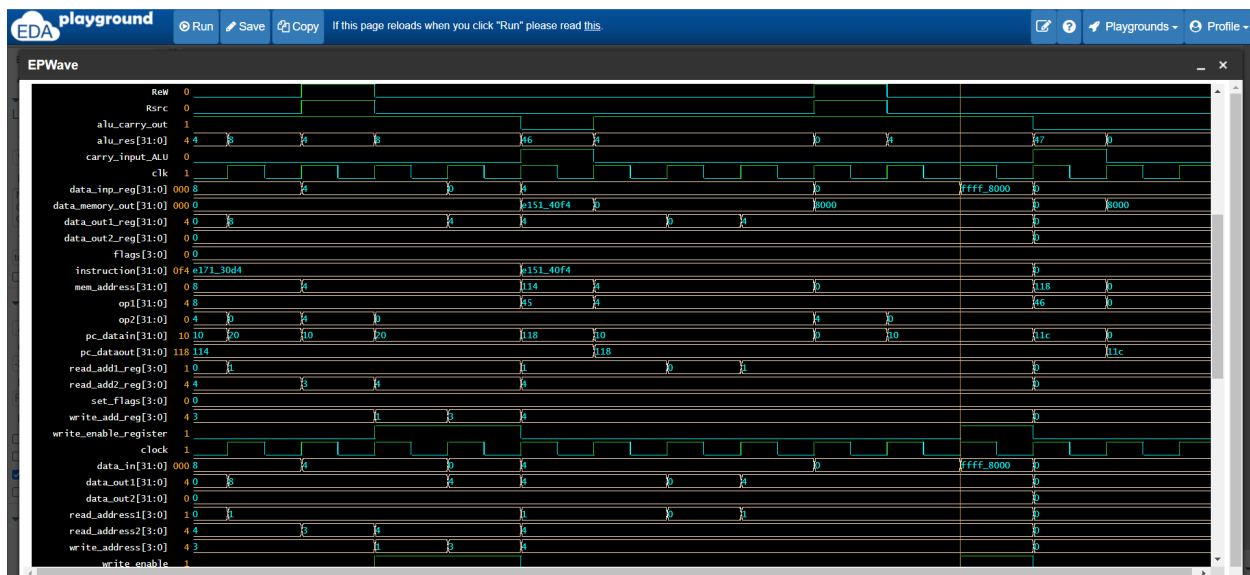 EDA playground Run Save Copy If this page reloads when you click "Run" please read this. Playgrounds Profile
EPWave
ReW 0
Rsrc 0
alu_carry_out 1
alu_res[31:0] 4 4 8 4 8 46 4 0 4 47 0
carry_input_ALU 0
clk 1
data_inp_reg[31:0] 000 8 4 0 4 0 ffff_8000 0
data_memory_out[31:0] 000 0 e151_40f4 0 8000 0 8000
data_out1_reg[31:0] 4 0 8 4 4 0 4 0
data_out2_reg[31:0] 0 0 0
flags[3:0] 0 0
instruction[31:0] 0f4 e171_30d4 e151_40f4 0
mem_address[31:0] 0 8 4 114 4 0 118 0
op1[31:0] 4 8 45 4 46 0
op2[31:0] 0 4 0 4 0 4 0
pc_datain[31:0] 10 10 20 10 20 118 10 0 10 11c 0
pc_dataout[31:0] 118 114 118 11c
read_add1_reg[3:0] 1 0 1 1 0 1 0
read_add2_reg[3:0] 4 4 3 4 4 0
set_flags[3:0] 0 0
write_add_reg[3:0] 4 3 1 3 4 0
write_enable_register 1
clock 1
data_in[31:0] 000 8 4 0 4 0 ffff_8000 0
data_out1[31:0] 4 0 8 4 4 0 4 0
data_out2[31:0] 0 0 0
read_address1[3:0] 1 0 1 1 0 1 0
read_address2[3:0] 4 4 3 4 4 0
write_address[3:0] 4 3 1 3 4 0
write_enable 1